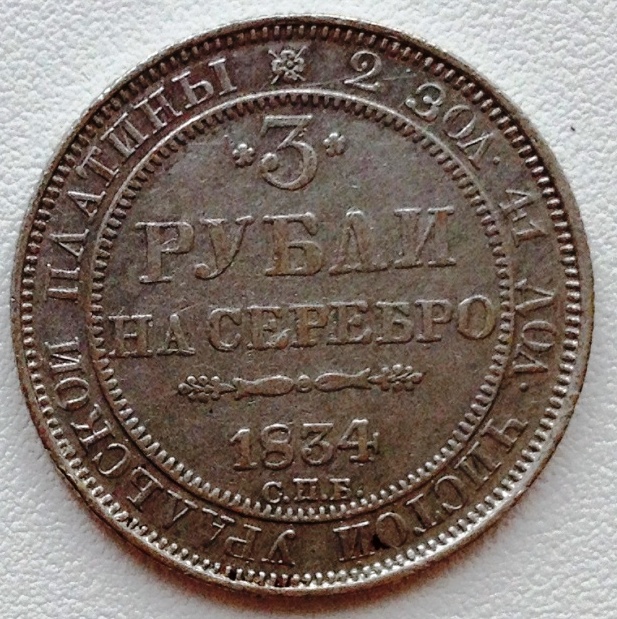 2 ЗОЛ. 41 ДОЛ. ЧИСТОЙ УРАЛЬСКОЙ ПЛАТИНЫ
3
РУБЛИ
НА СЕРЕБРО
1834
С.П.Б.